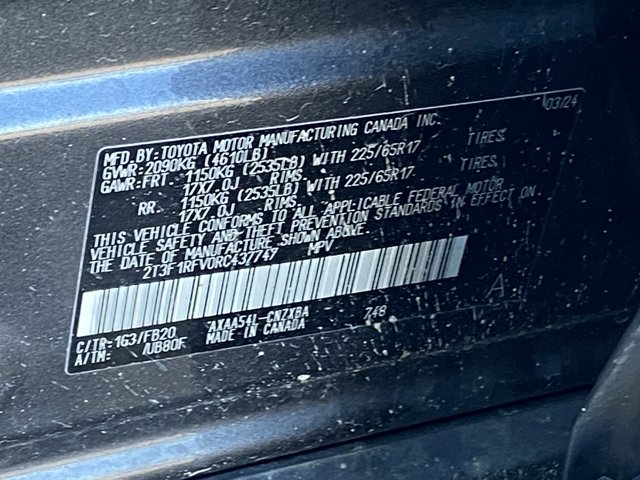 MFD.BY:TOYOTA MOTOR MANUFACTURING CANADA INC. 03/24
GVWR:2090KG (4610LB)
GAWR:FRT. 1150KG (2535LB) WITH 225/65R17 TIRES.
17X7.0J RIMS.
RR. 1150KG (2535LB) WITH 225/65R17 TIRES.
17X7.0J RIMS.
THIS VEHICLE CONFORMS TO ALL APPLICABLE FEDERAL MOTOR
VEHICLE SAFETY AND THEFT PREVENTION STANDARDS IN EFFECT ON
THE DATE OF MANUFACTURE SHOWN ABOVE.
2T3F1RFV0RC437749 MPV
C/TR:1G3/FB20 AXAA54L-CNZXBA 748 A
A/TM: /UB80F MADE IN CANADA